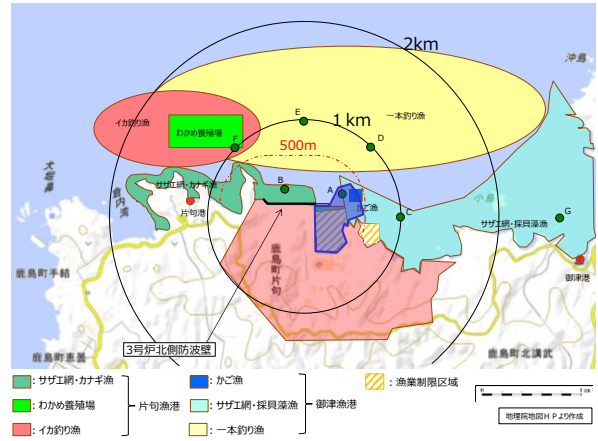 2km
沖島
E
1km
イカ釣り漁
一本釣り漁
わかめ養殖場
D
F
500m
犬堀鼻
倉内湾
サザエ網・カナギ漁
B
A
かご漁
小島
片句港
C
サザエ網・採貝藻漁
G
鹿島町片句
御津港
鹿島町手結
3号炉北側防波壁
鹿島町恵曇
鹿島町北講武
：サザエ網・カナギ漁
：わかめ養殖場
：イカ釣り漁
片句漁港
：かご漁
：サザエ網・採貝藻漁
：一本釣り漁
御津漁港
：漁業制限区域
地理院地図ＨＰより作成